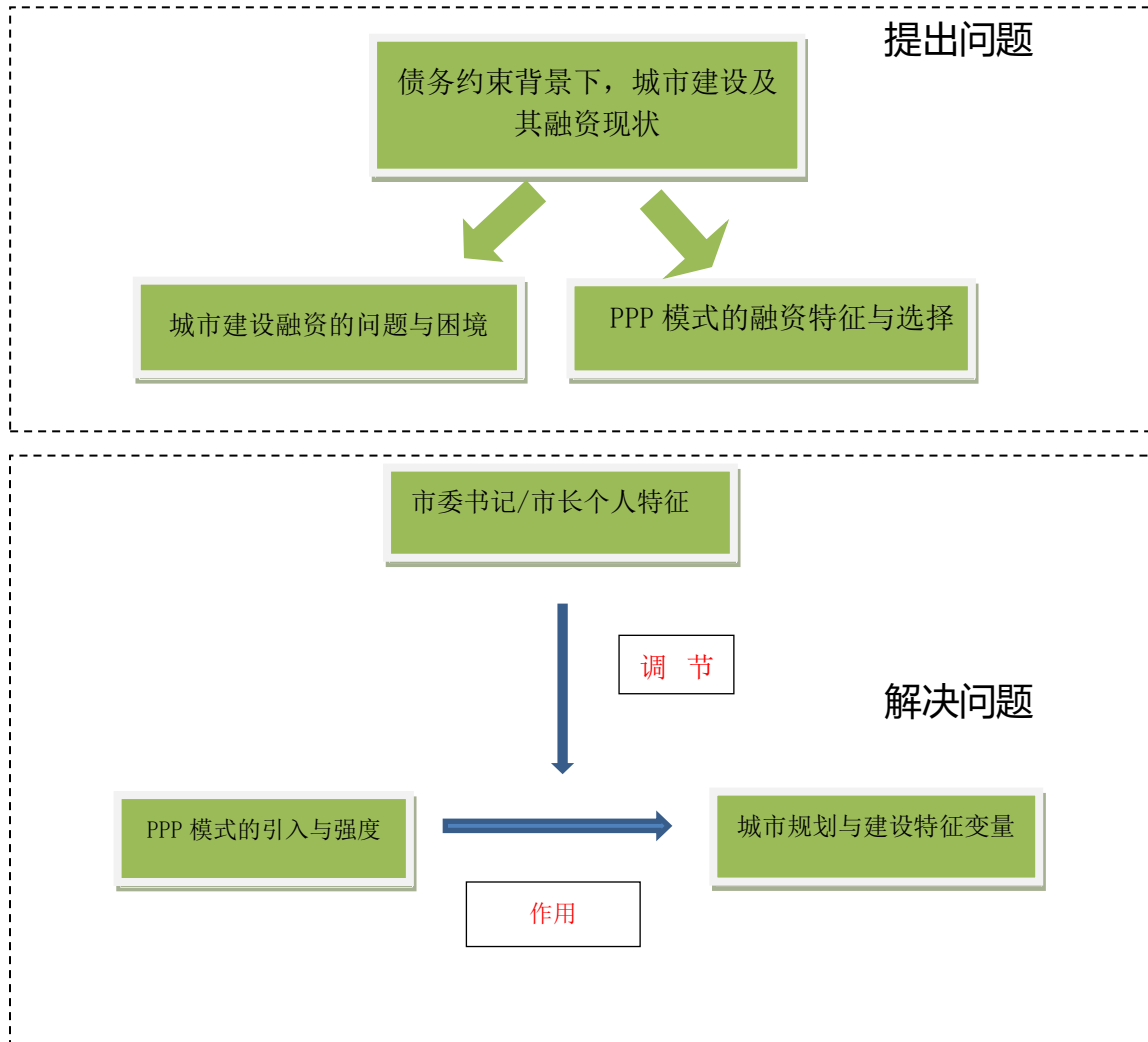 提出问题
债务约束背景下，城市建设及
其融资现状
城市建设融资的问题与困境
PPP 模式的融资特征与选择
市委书记/市长个人特征
调 节
解决问题
PPP 模式的引入与强度
城市规划与建设特征变量
作用